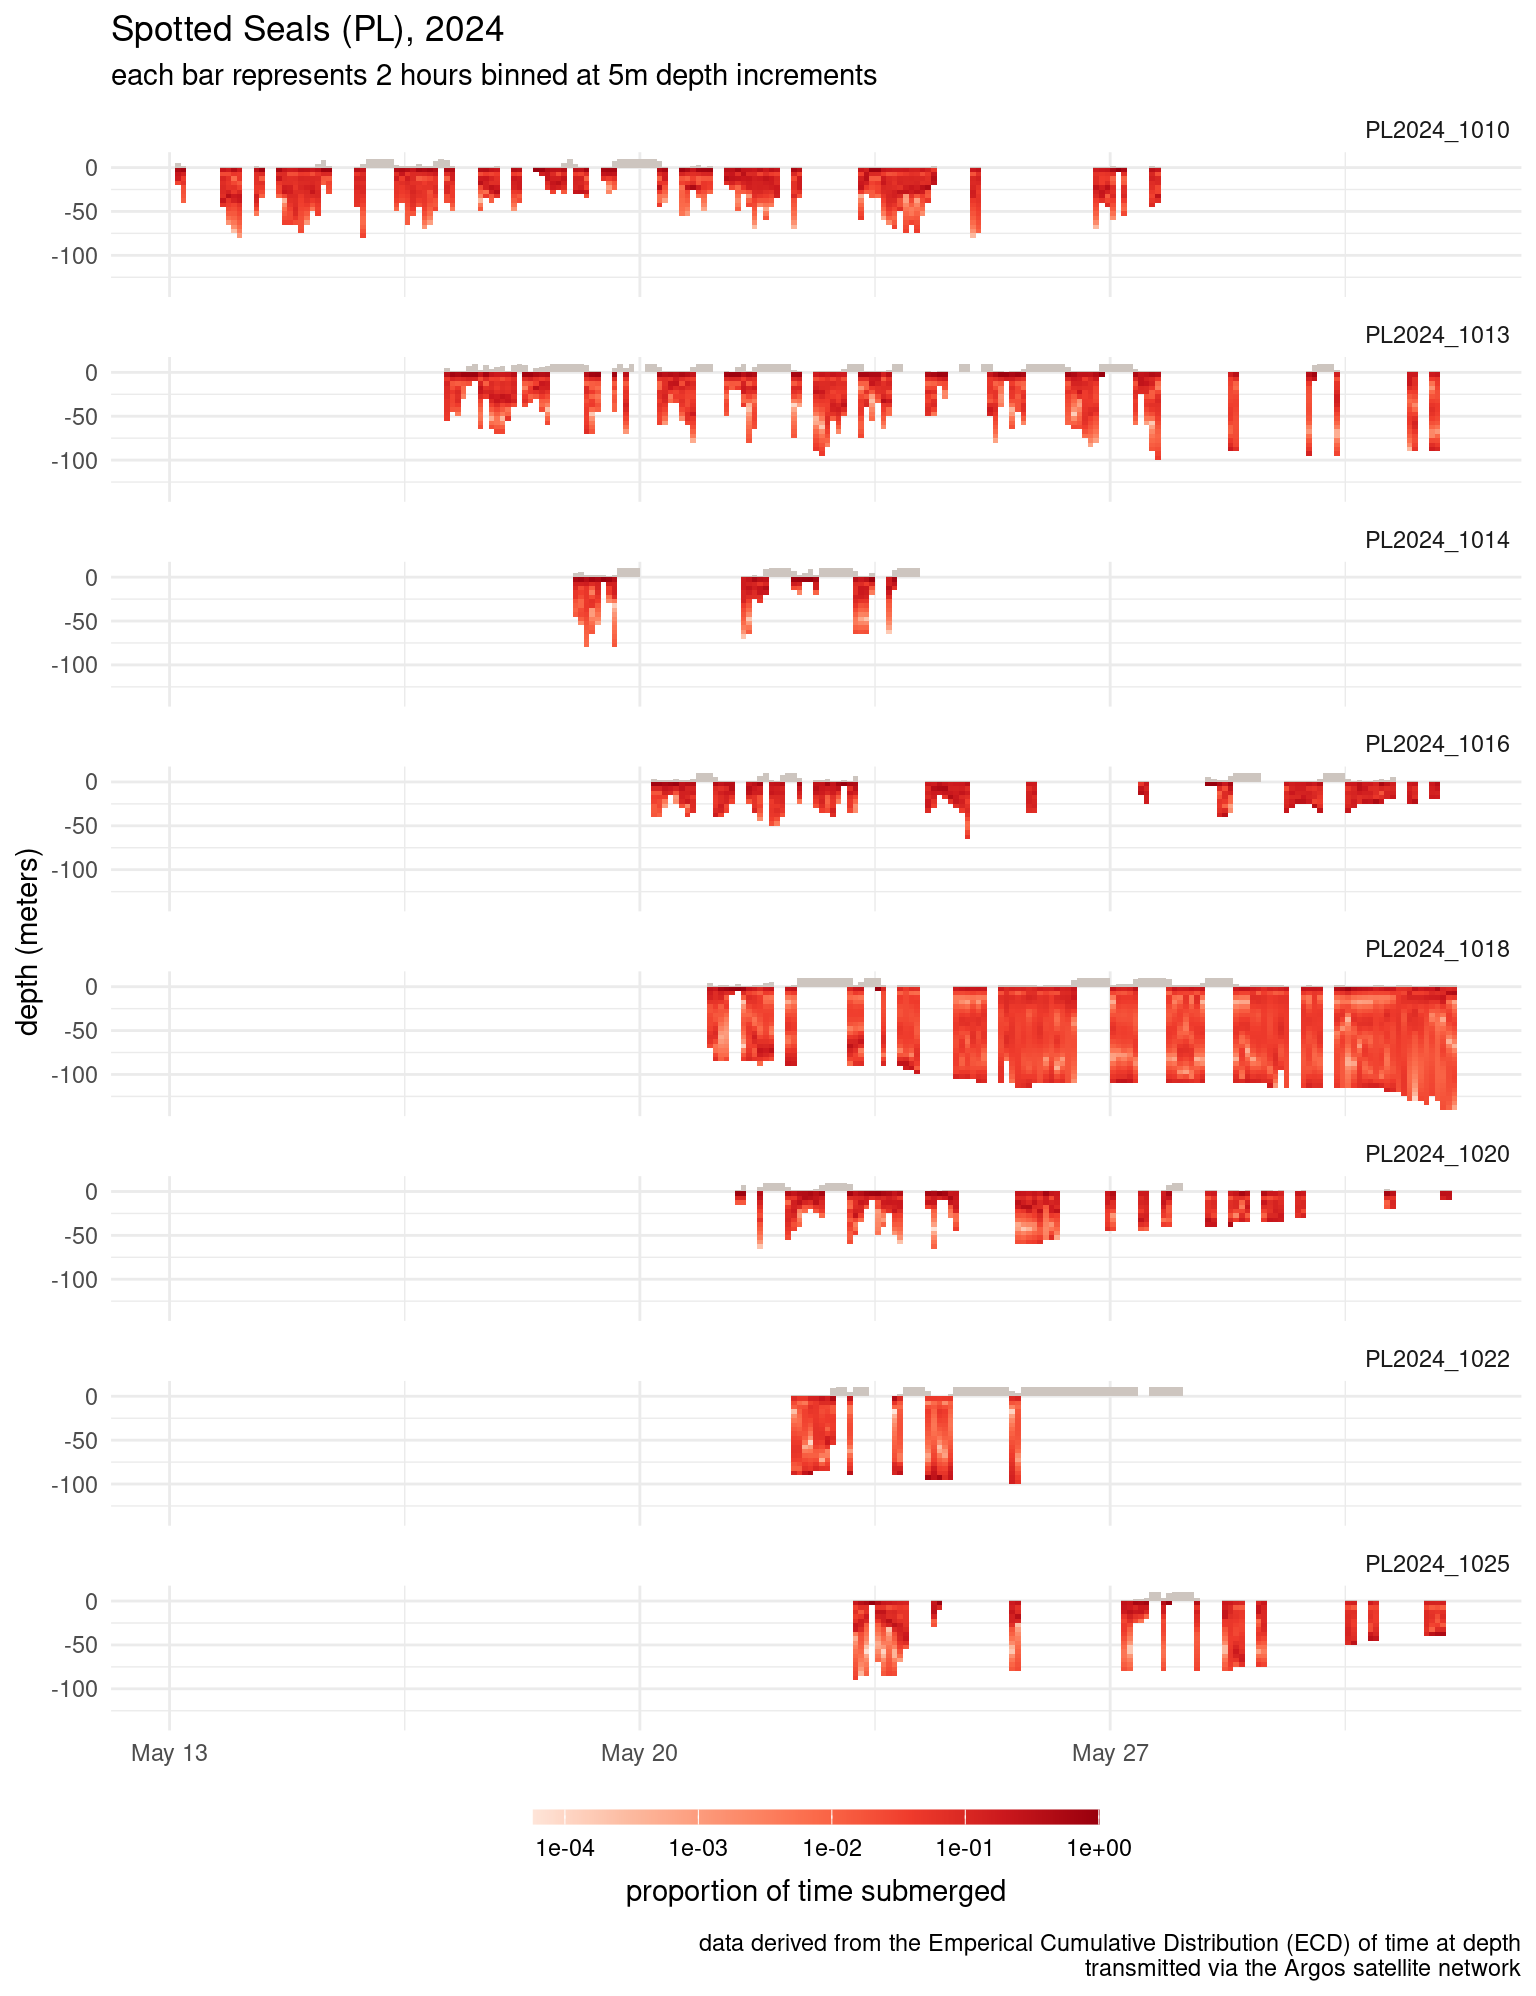 Spotted Seals (PL), 2024
each bar represents 2 hours binned at 5m depth increments
PL2024_1010
0
-50
-100
PL2024_1013
0
-50
-100
PL2024_1014
0
-50
-100
PL2024_1016
0
-50
-100
depth (meters)
PL2024_1018
0
-50
-100
PL2024_1020
0
-50
-100
PL2024_1022
0
-50
-100
PL2024_1025
0
-50
-100
May 13 May 20 May 27
1e-04 1e-03 1e-02 1e-01 1e+00
proportion of time submerged
data derived from the Emperical Cumulative Distribution (ECD) of time at depth
transmitted via the Argos satellite network